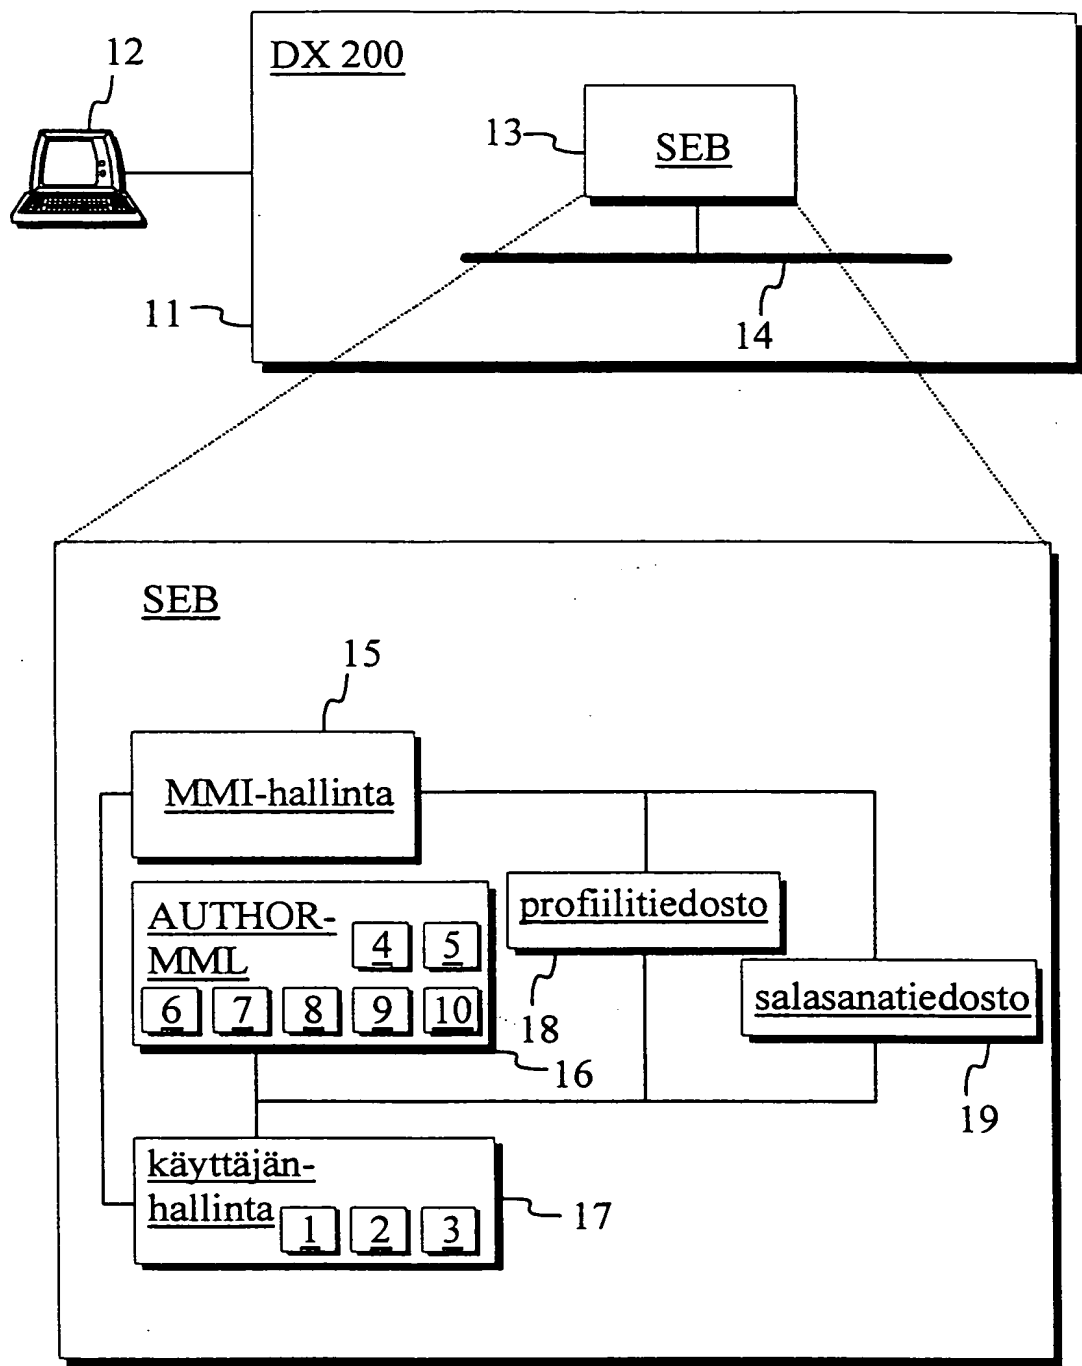 12
DX 200
13
SEB
11
14
SEB
15
MMI-hallinta
AUTHOR-
MML
4 5
6 7 8 9 10
16
profiilitiedosto
18
salasanatiedosto
19
käyttäjän-
hallinta
1 2 3
17